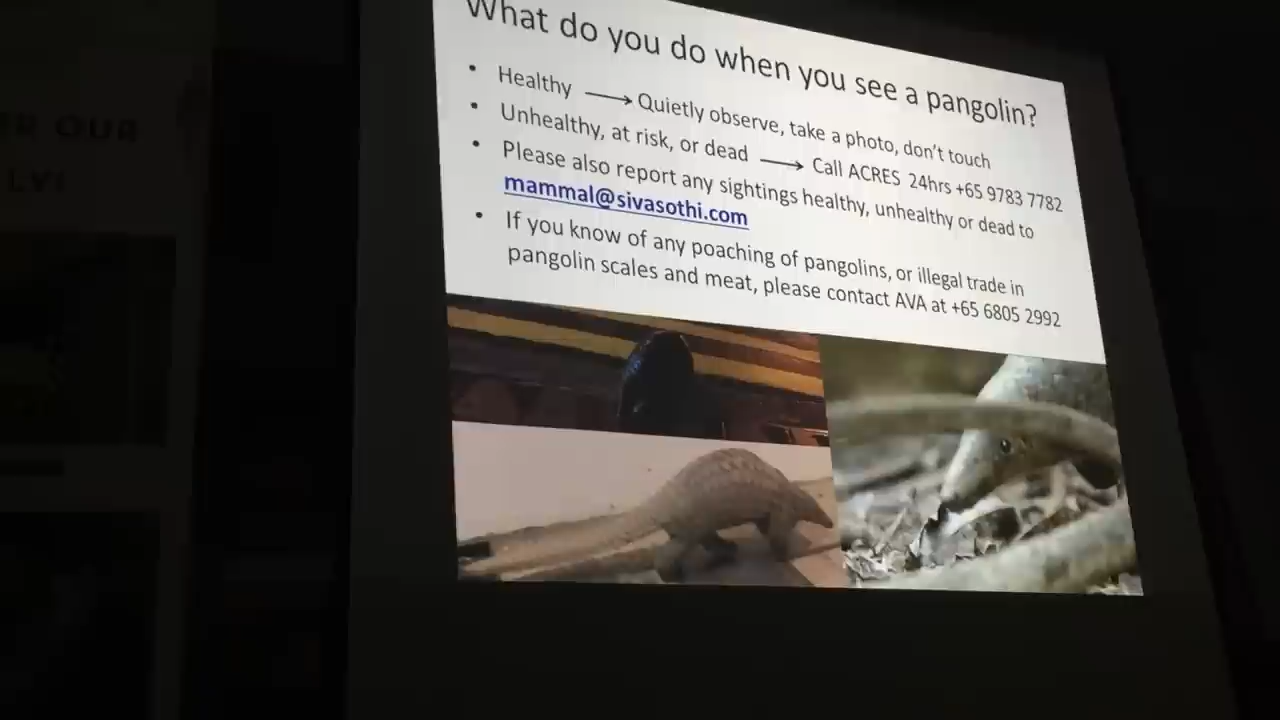 ER OUR
LY!
What do you do when you see a pangolin?
• Healthy ⟶ Quietly observe, take a photo, don't touch
• Unhealthy, at risk, or dead ⟶ Call ACRES 24hrs +65 9783 7782
• Please also report any sightings healthy, unhealthy or dead to
mammal@sivasothi.com
• If you know of any poaching of pangolins, or illegal trade in
pangolin scales and meat, please contact AVA at +65 6805 2992